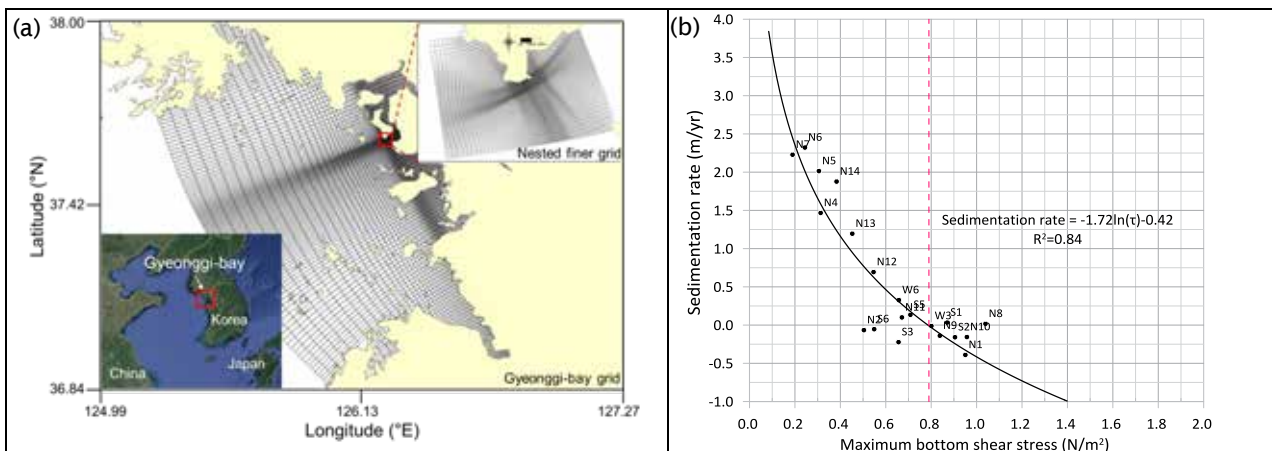 (a)
38.00
37.42
36.84
Latitude (°N)
124.99
126.13
127.27
Longitude (°E)
Nested finer grid
Gyeonggi-bay
Korea
Japan
China
Gyeonggi-bay grid
(b)
4.0
3.5
3.0
2.5
2.0
1.5
1.0
0.5
0.0
-0.5
-1.0
Sedimentation rate (m/yr)
N7
N6
N5
N14
N4
N13
Sedimentation rate = -1.72ln(τ)-0.42
R²=0.84
N12
W6
S5
N11
N2
S6
S3
W3
S1
N8
N9
S2
N10
N1
0.0 0.2 0.4 0.6 0.8 1.0 1.2 1.4 1.6 1.8 2.0
Maximum bottom shear stress (N/m²)